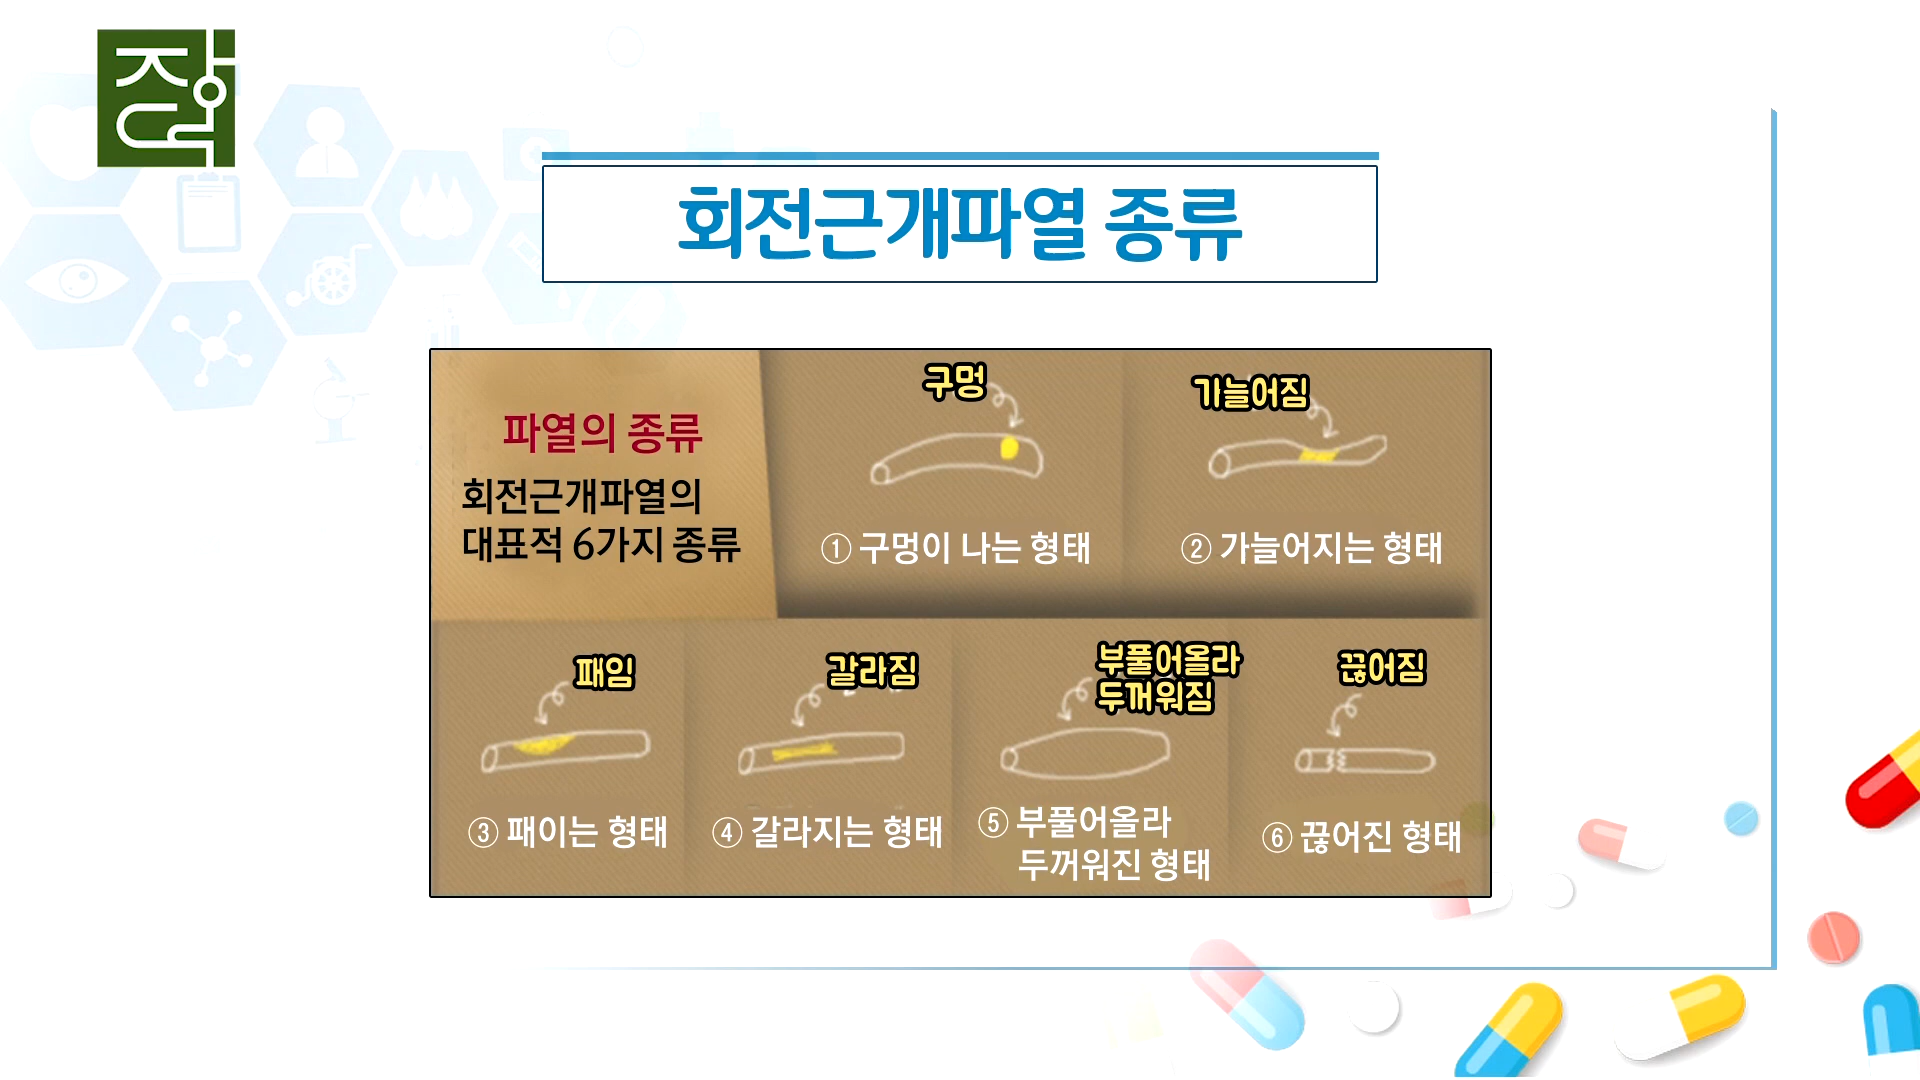 회전근개파열 종류
파열의 종류
회전근개파열의
대표적 6가지 종류
구멍
① 구멍이 나는 형태
가늘어짐
② 가늘어지는 형태
패임
③ 패이는 형태
갈라짐
④ 갈라지는 형태
부풀어올라
두꺼워짐
⑤ 부풀어올라
두꺼워진 형태
끊어짐
⑥ 끊어진 형태